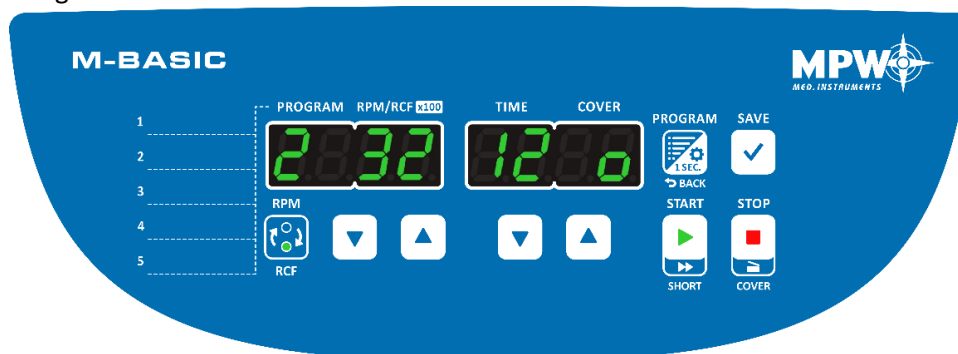 M-BASIC
MPW
MED. INSTRUMENTS
PROGRAM RPM/RCF x100 TIME COVER
2 32 12 o
1
2
3
4
5
RPM
RCF
PROGRAM SAVE
1 SEC.
BACK
START STOP
SHORT COVER